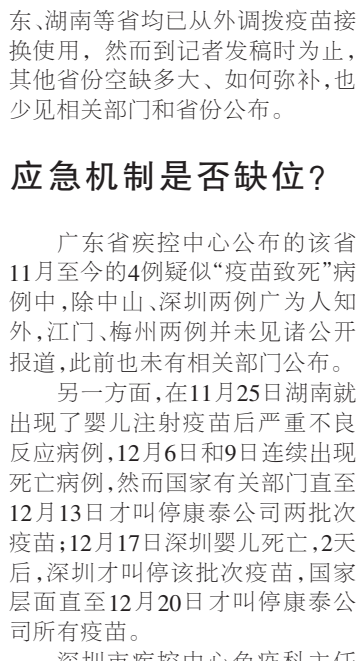 东、湖南等省均已从外调拨疫苗接
换使用，然而到记者发稿时为止，
其他省份空缺多大、如何弥补，也
少见相关部门和省份公布。
应急机制是否缺位？
广东省疾控中心公布的该省
11月至今的4例疑似“疫苗致死”病
例中，除中山、深圳两例广为人知
外，江门、梅州两例并未见诸公开
报道，此前也未有相关部门公布。
另一方面，在11月25日湖南就
出现了婴儿注射疫苗后严重不良
反应病例，12月6日和9日连续出现
死亡病例，然而国家有关部门直至
12月13日才叫停康泰公司两批次
疫苗；12月17日深圳婴儿死亡，2天
后，深圳才叫停该批次疫苗，国家
层面直至12月20日才叫停康泰公
司所有疫苗。
深圳市疾控中心免疫科主任